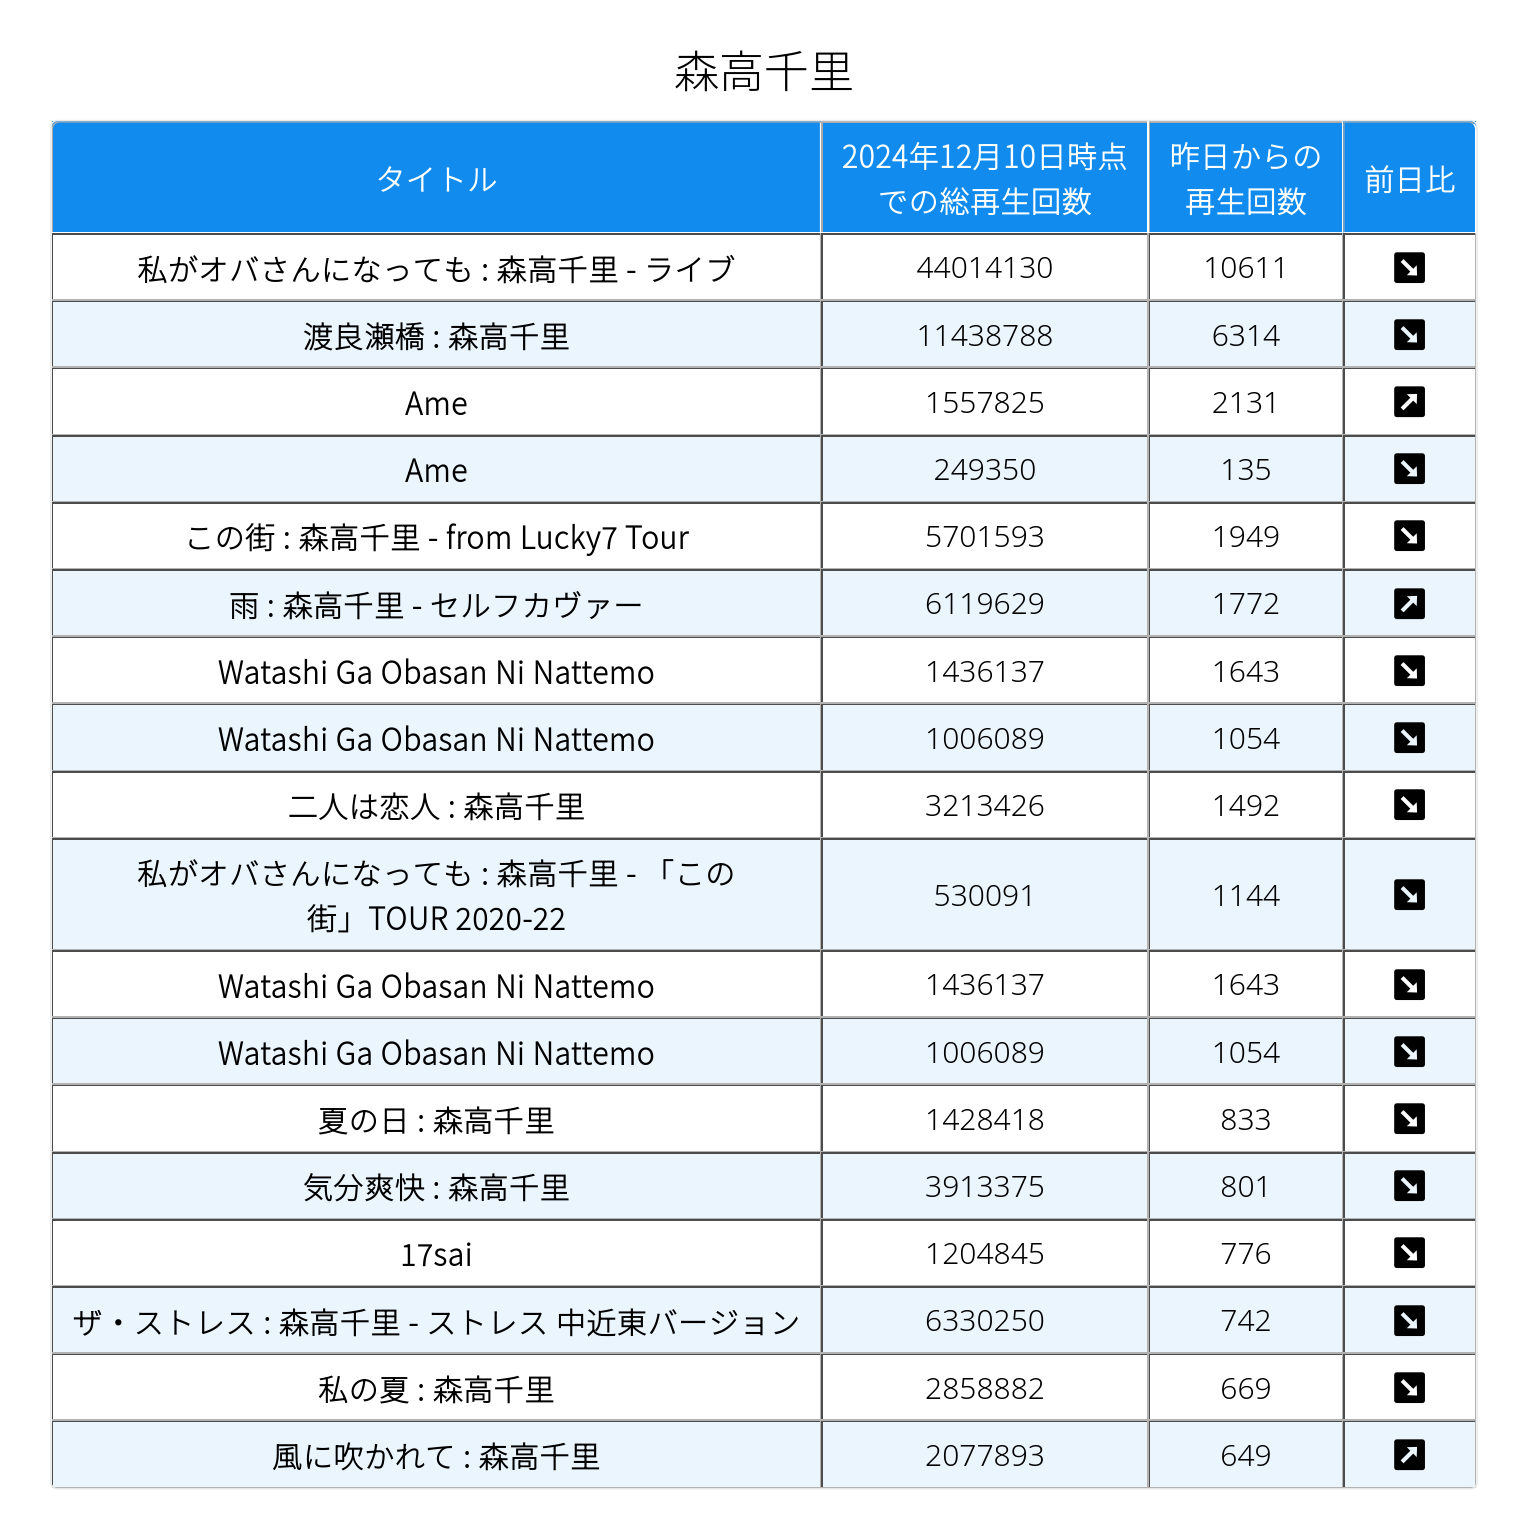 森高千里
タイトル 2024年12月10日時点での総再生回数 昨日からの再生回数 前日比
私がオバさんになっても : 森高千里 - ライブ 44014130 10611 ↘
渡良瀬橋 : 森高千里 11438788 6314 ↘
Ame 1557825 2131 ↗
Ame 249350 135 ↘
この街 : 森高千里 - from Lucky7 Tour 5701593 1949 ↘
雨 : 森高千里 - セルフカヴァー 6119629 1772 ↗
Watashi Ga Obasan Ni Nattemo 1436137 1643 ↘
Watashi Ga Obasan Ni Nattemo 1006089 1054 ↘
二人は恋人 : 森高千里 3213426 1492 ↘
私がオバさんになっても : 森高千里 - 「この街」TOUR 2020-22 530091 1144 ↘
Watashi Ga Obasan Ni Nattemo 1436137 1643 ↘
Watashi Ga Obasan Ni Nattemo 1006089 1054 ↘
夏の日 : 森高千里 1428418 833 ↘
気分爽快 : 森高千里 3913375 801 ↘
17sai 1204845 776 ↘
ザ・ストレス : 森高千里 - ストレス 中近東バージョン 6330250 742 ↘
私の夏 : 森高千里 2858882 669 ↘
風に吹かれて : 森高千里 2077893 649 ↗